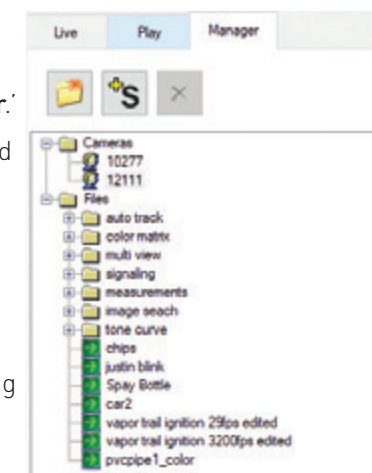 Live Play Manager
r.'
S
d
Cameras
10277
12111
Files
auto track
color matrix
multi view
signaling
measurements
image seach
tone curve
chips
justin blink
Spay Bottle
g
car2
vapor trail ignition 29fps edited
vapor trail ignition 3200fps edited
pvcpipe1_color